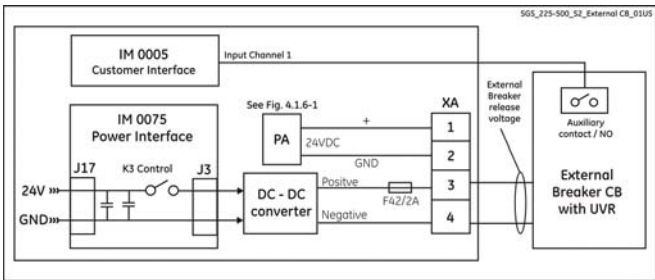 SGS_225-500_S2_External CB_01US
IM 0005
Customer Interface
Input Channel 1
IM 0075
Power Interface
J17
K3 Control
J3
24V
GND
See Fig. 4.1.6-1
PA
+
24VDC
GND
DC - DC
converter
Positve
F42/2A
Negative
XA
1
2
3
4
External
Breaker
release
voltage
Auxiliary
contact / NO
External
Breaker CB
with UVR